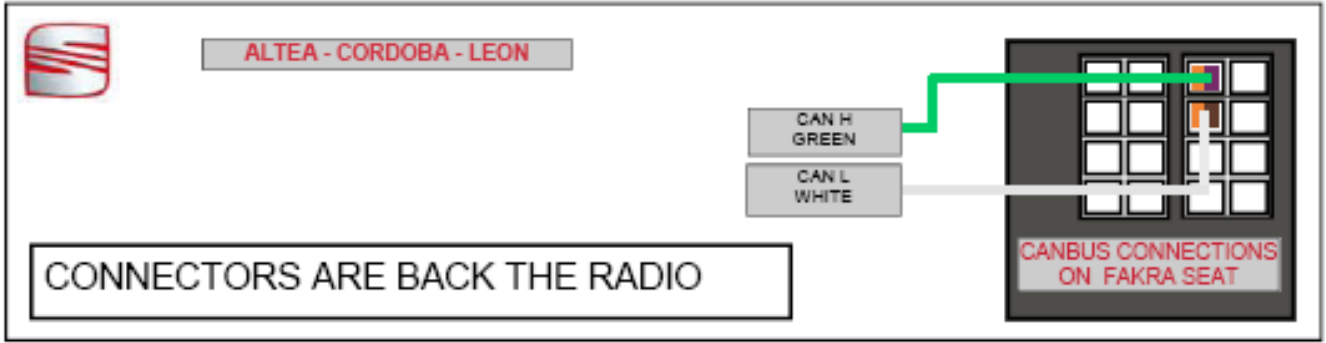 ALTEA - CORDOBA - LEON
CAN H
GREEN
CAN L
WHITE
CONNECTORS ARE BACK THE RADIO
CANBUS CONNECTIONS
ON FAKRA SEAT